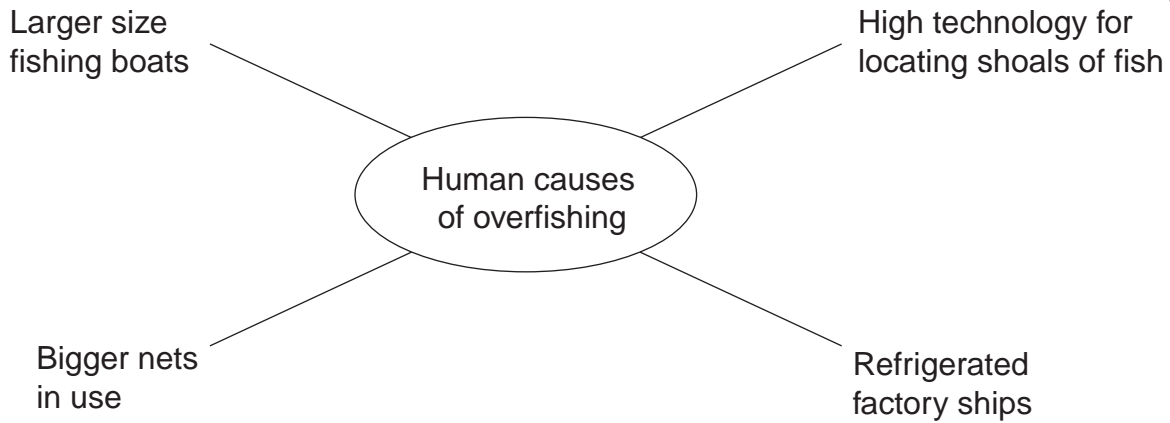 Larger size
fishing boats
High technology for
locating shoals of fish
Human causes
of overfishing
Bigger nets
in use
Refrigerated
factory ships